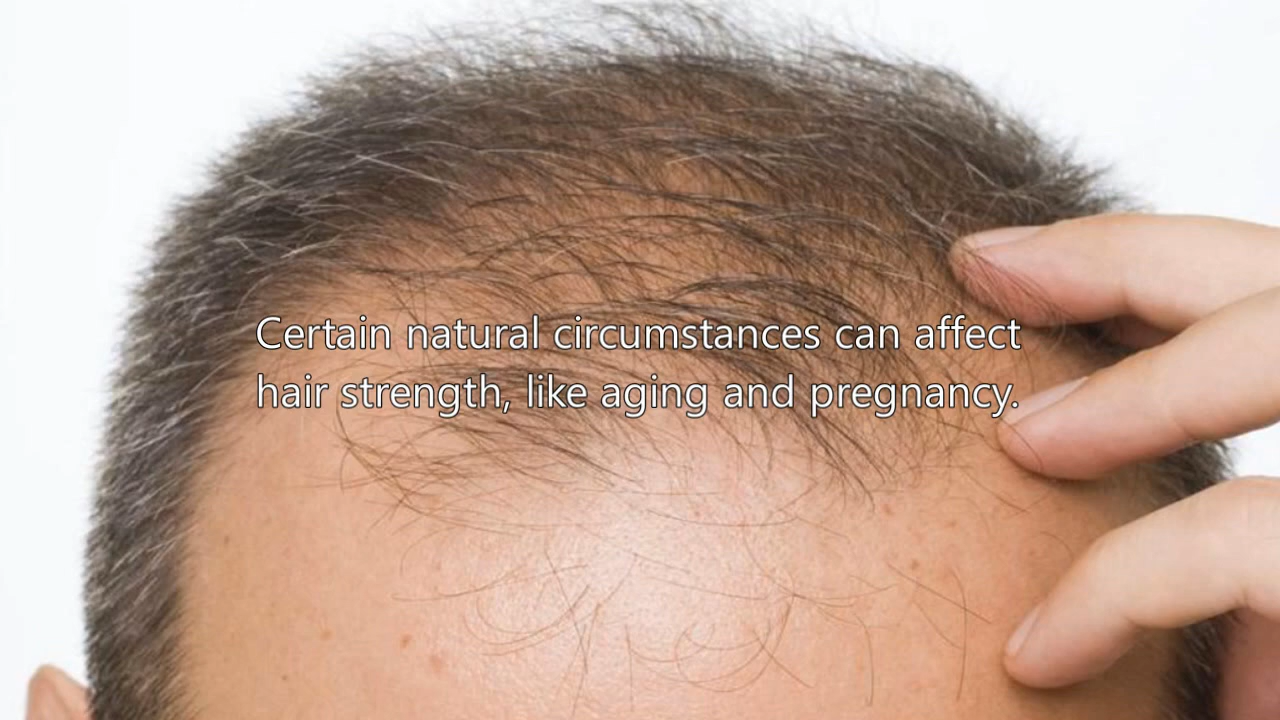 Certain natural circumstances can affect
hair strength, like aging and pregnancy.